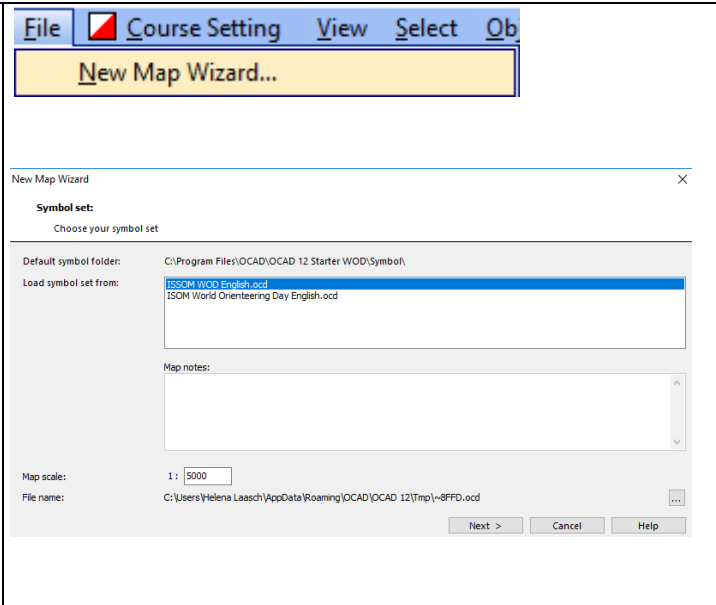 File Course Setting View Select Obj
New Map Wizard...
New Map Wizard
Symbol set:
Choose your symbol set
Default symbol folder: C:\Program Files\OCAD\OCAD 12 Starter WOD\Symbol\
Load symbol set from: ISSOM WOD English.ocd
ISOM World Orienteering Day English.ocd
Map notes:
Map scale: 1 : 5000
File name: C:\Users\Helena Laasch\AppData\Roaming\OCAD\OCAD 12\Tmp\~8FFD.ocd ...
Next > Cancel Help